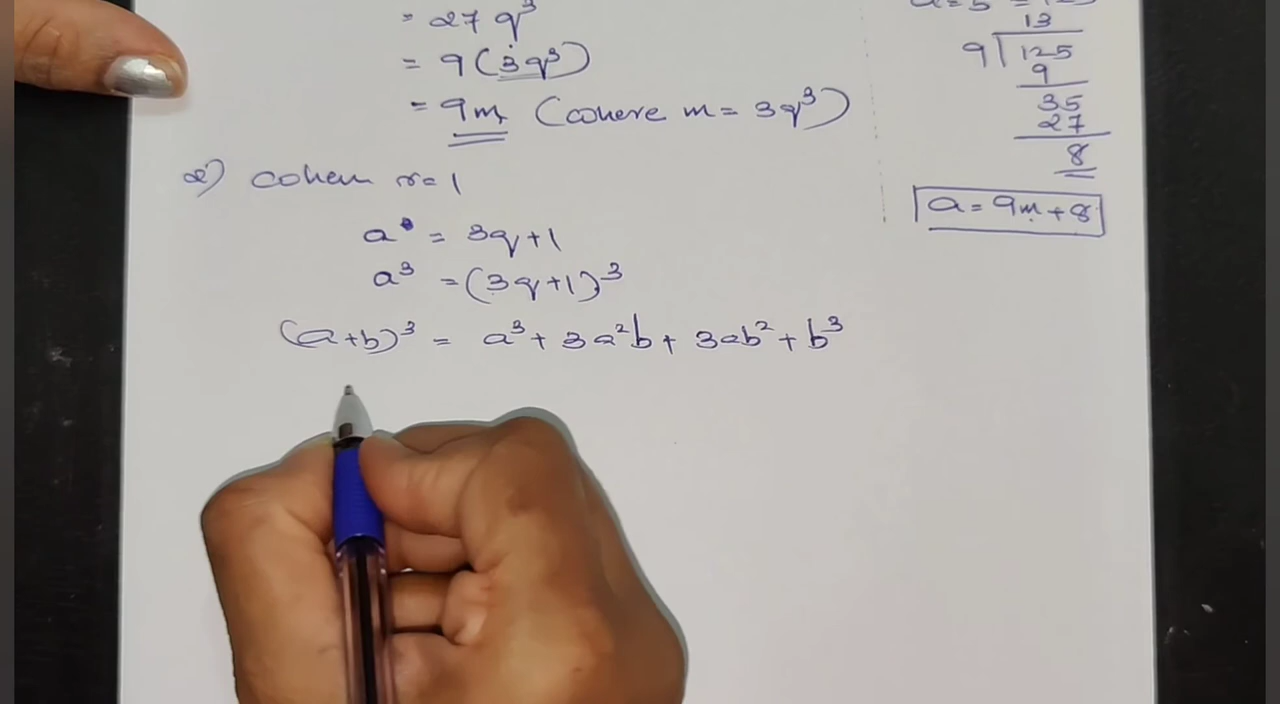 = 27 q³
= 9 (3q³)
= 9m (where m = 3q³)
2) when r = 1
a = 3q + 1
a³ = (3q+1)³
(a+b)³ = a³ + 3a²b + 3ab² + b³
13
9 125
9
35
27
8
a = 9m + 8